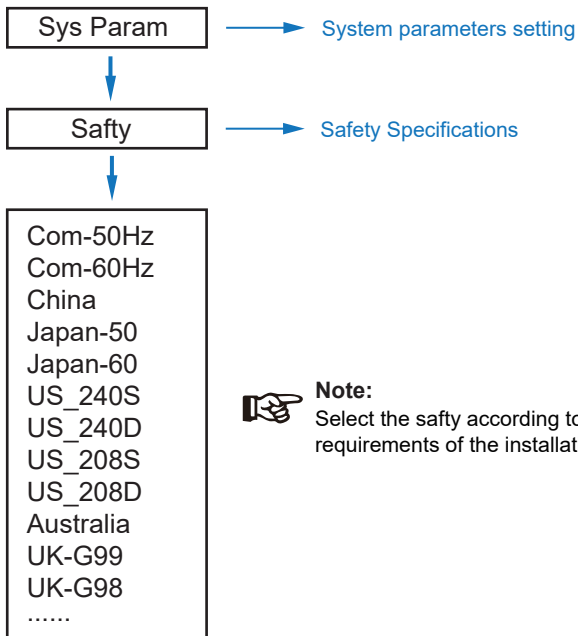 Sys Param
System parameters setting
Safty
Safety Specifications
Com-50Hz
Com-60Hz
China
Japan-50
Japan-60
US_240S
US_240D
US_208S
US_208D
Australia
UK-G99
UK-G98
......
Note:
Select the safty according to
requirements of the